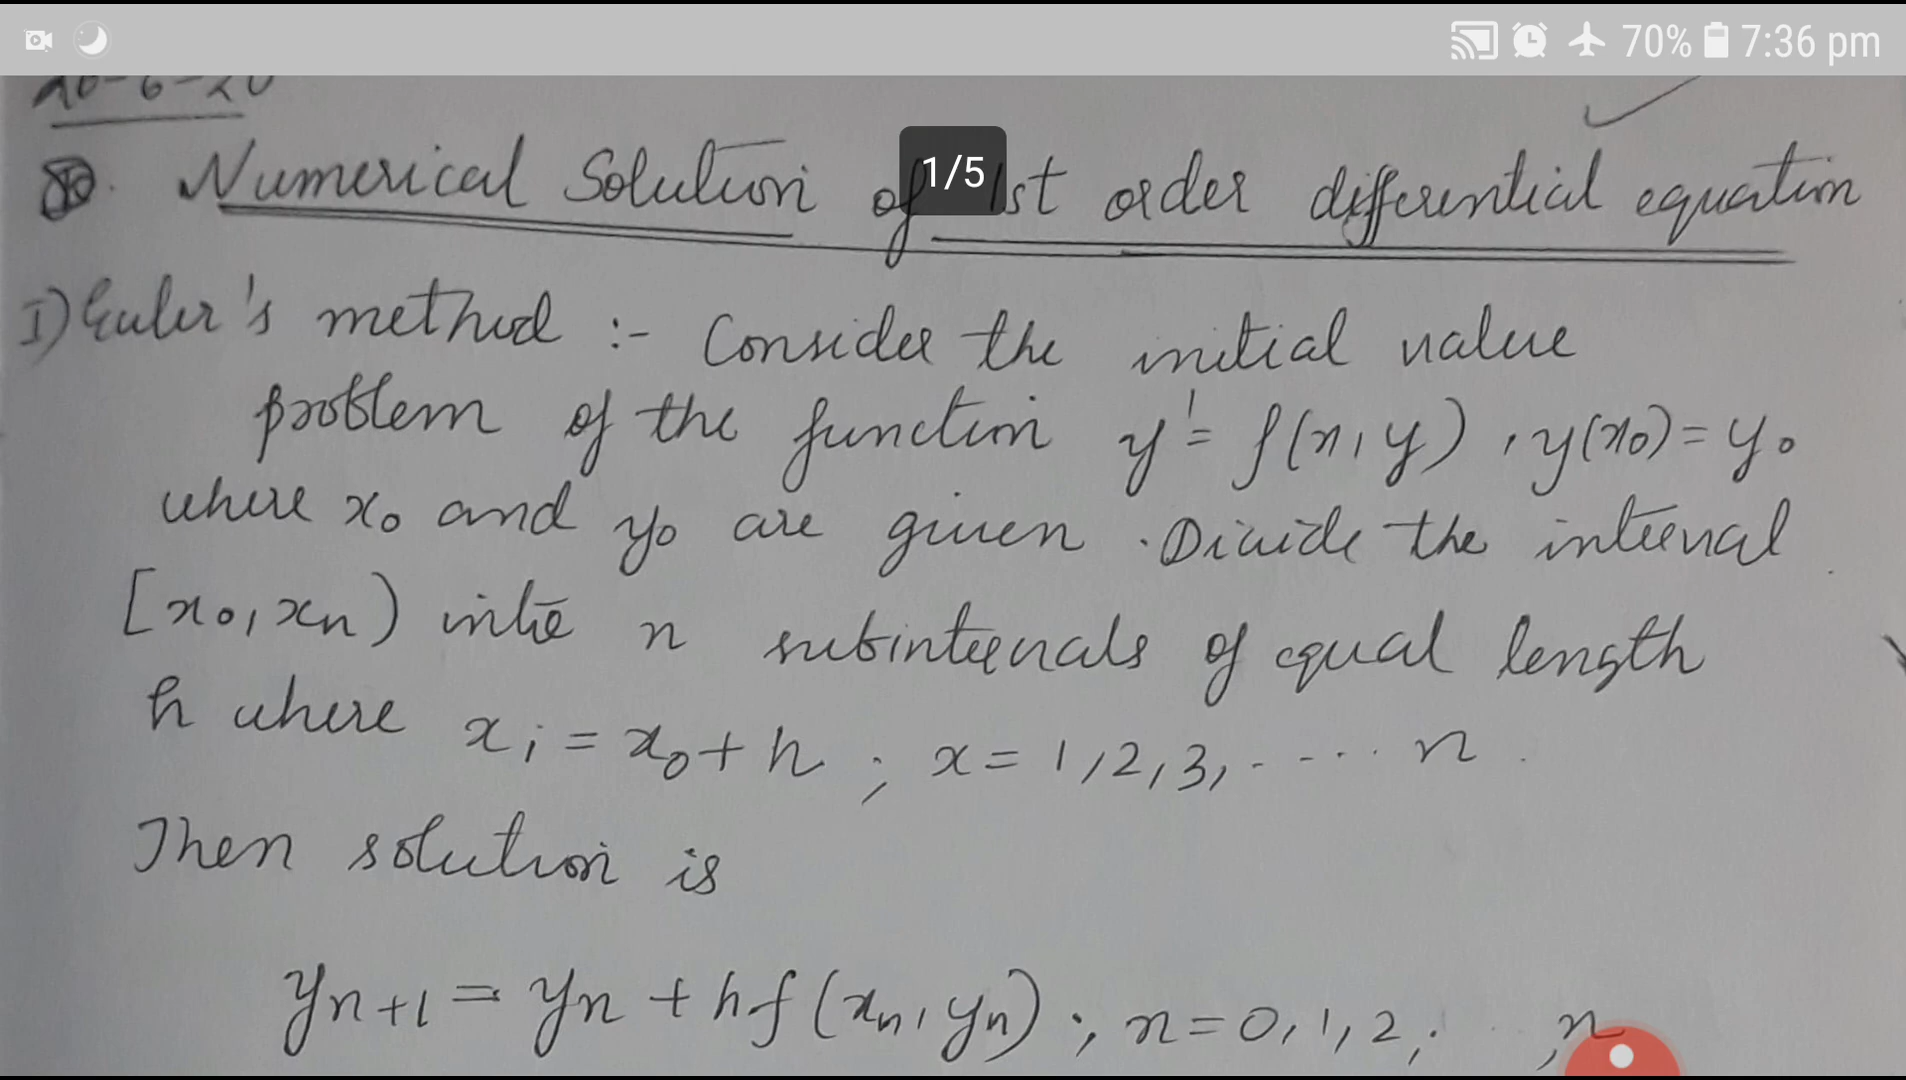 70% 7:36 pm
20-6-20
Numerical Solution of 1st order differential equation
1/5
I) Euler's method :- Consider the initial value
problem of the function y' = f(x, y), y(x0) = y0
where x0 and y0 are given. Divide the interval
[x0, xn) into n subintervals of equal length
h where xi = x0 + h ; x = 1, 2, 3, ---- n.
Then solution is
yn+1 = yn + hf(xn, yn) ; n = 0, 1, 2, . . , n